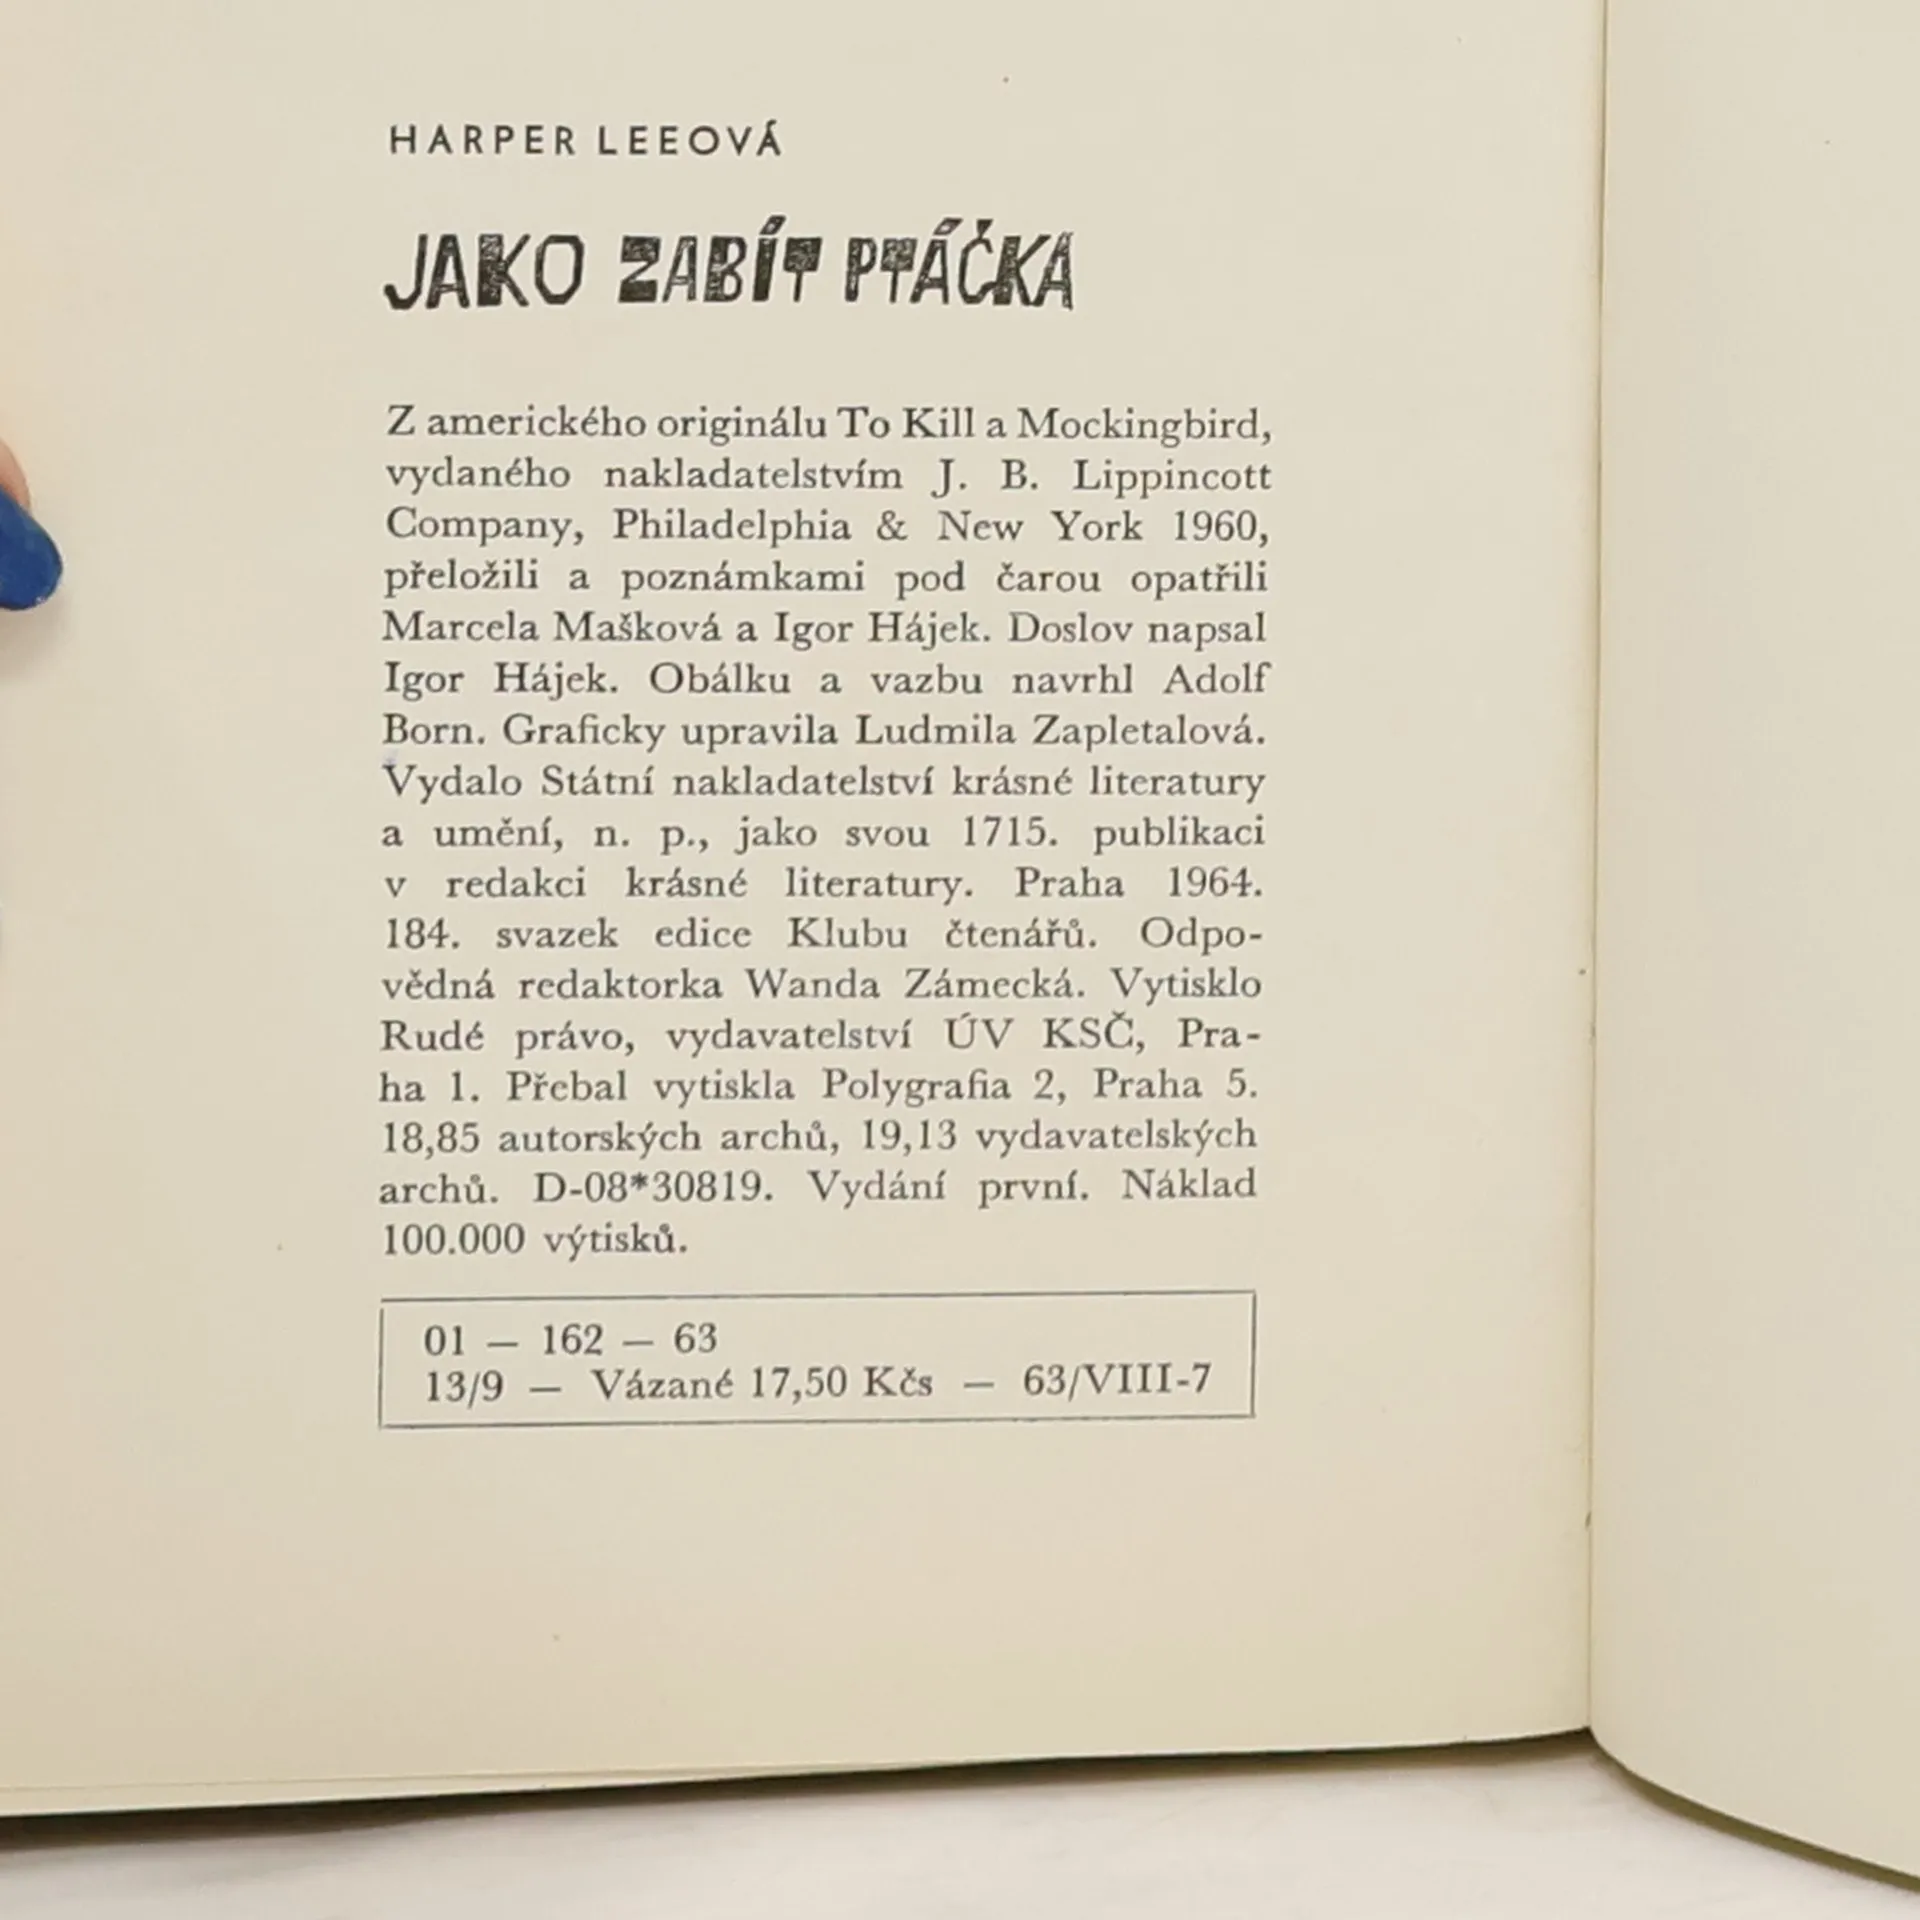 HARPER LEEOVÁ
JAKO ZABÍT PTÁČKA
Z amerického originálu To Kill a Mockingbird,
vydaného nakladatelstvím J. B. Lippincott
Company, Philadelphia & New York 1960,
přeložili a poznámkami pod čarou opatřili
Marcela Mašková a Igor Hájek. Doslov napsal
Igor Hájek. Obálku a vazbu navrhl Adolf
Born. Graficky upravila Ludmila Zapletalová.
Vydalo Státní nakladatelství krásné literatury
a umění, n. p., jako svou 1715. publikaci
v redakci krásné literatury. Praha 1964.
184. svazek edice Klubu čtenářů. Odpo-
vědná redaktorka Wanda Zámecká. Vytisklo
Rudé právo, vydavatelství ÚV KSČ, Pra-
ha 1. Přebal vytiskla Polygrafia 2, Praha 5.
18,85 autorských archů, 19,13 vydavatelských
archů. D-08*30819. Vydání první. Náklad
100.000 výtisků.
01 — 162 — 63
13/9 — Vázané 17,50 Kčs — 63/VIII-7